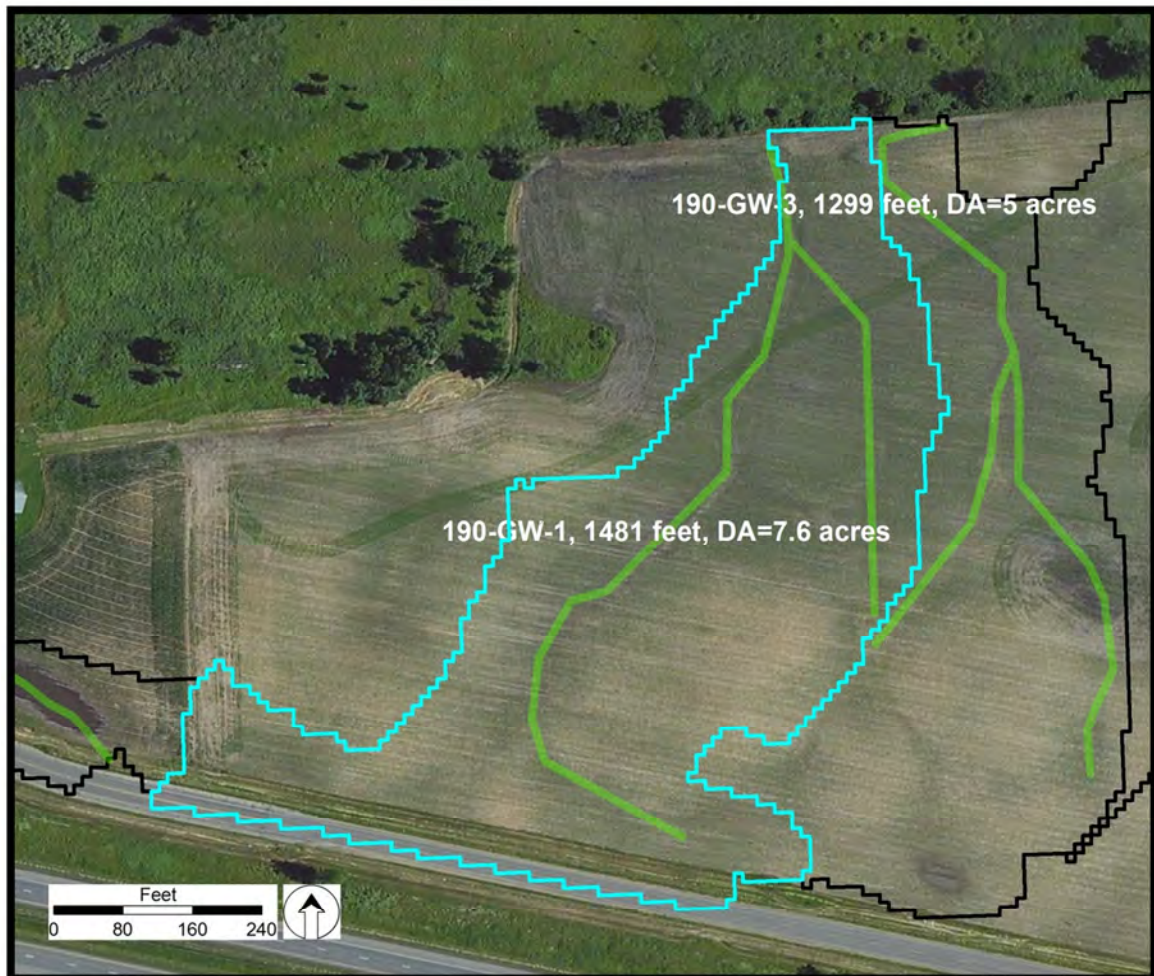 190-GW-3, 1299 feet, DA=5 acres
190-GW-1, 1481 feet, DA=7.6 acres
Feet
0 80 160 240